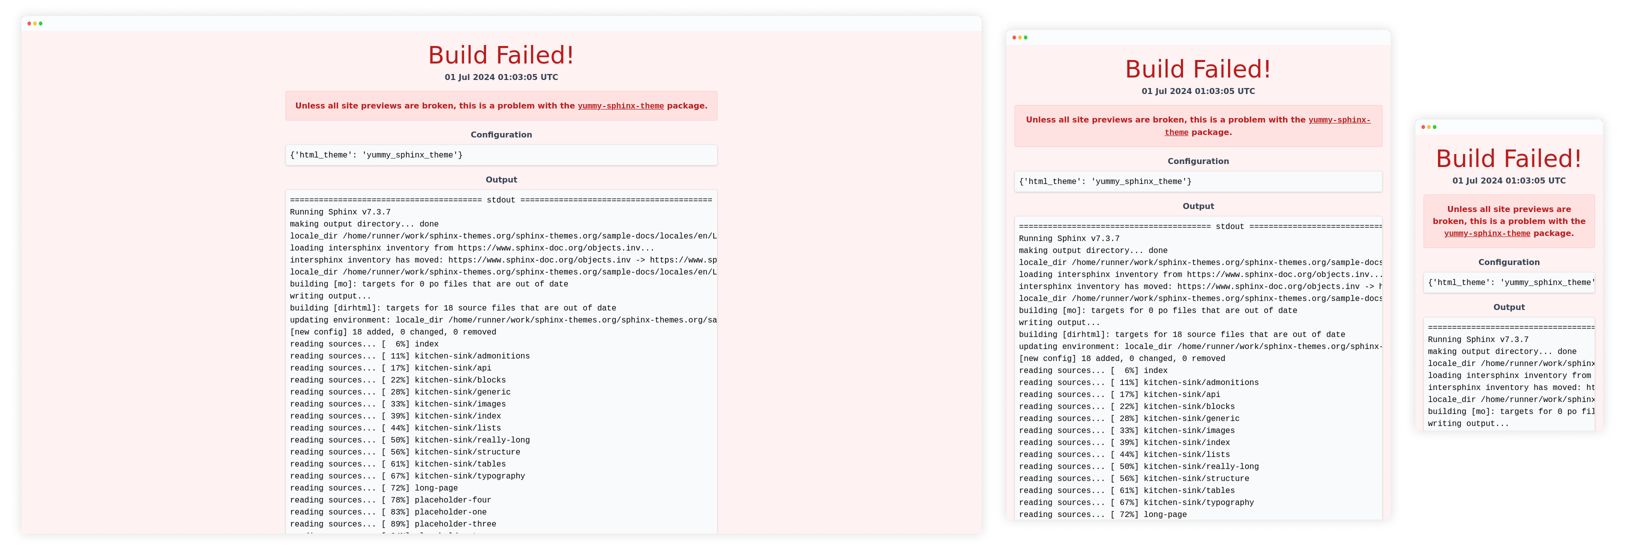 Build Failed!
01 Jul 2024 01:03:05 UTC
Unless all site previews are broken, this is a problem with the yummy-sphinx-theme package.
Configuration
{'html_theme': 'yummy_sphinx_theme'}
Output
======================================== stdout ========================================
Running Sphinx v7.3.7
making output directory... done
locale_dir /home/runner/work/sphinx-themes.org/sphinx-themes.org/sample-docs/locales/en/L
loading intersphinx inventory from https://www.sphinx-doc.org/objects.inv...
intersphinx inventory has moved: https://www.sphinx-doc.org/objects.inv -> https://www.sp
locale_dir /home/runner/work/sphinx-themes.org/sphinx-themes.org/sample-docs/locales/en/L
building [mo]: targets for 0 po files that are out of date
writing output...
building [dirhtml]: targets for 18 source files that are out of date
updating environment: locale_dir /home/runner/work/sphinx-themes.org/sphinx-themes.org/sa
[new config] 18 added, 0 changed, 0 removed
reading sources... [  6%] index
reading sources... [ 11%] kitchen-sink/admonitions
reading sources... [ 17%] kitchen-sink/api
reading sources... [ 22%] kitchen-sink/blocks
reading sources... [ 28%] kitchen-sink/generic
reading sources... [ 33%] kitchen-sink/images
reading sources... [ 39%] kitchen-sink/index
reading sources... [ 44%] kitchen-sink/lists
reading sources... [ 50%] kitchen-sink/really-long
reading sources... [ 56%] kitchen-sink/structure
reading sources... [ 61%] kitchen-sink/tables
reading sources... [ 67%] kitchen-sink/typography
reading sources... [ 72%] long-page
reading sources... [ 78%] placeholder-four
reading sources... [ 83%] placeholder-one
reading sources... [ 89%] placeholder-three
Build Failed!
01 Jul 2024 01:03:05 UTC
Unless all site previews are broken, this is a problem with the yummy-sphinx-
theme package.
Configuration
{'html_theme': 'yummy_sphinx_theme'}
Output
======================================== stdout ============================
Running Sphinx v7.3.7
making output directory... done
locale_dir /home/runner/work/sphinx-themes.org/sphinx-themes.org/sample-docs
loading intersphinx inventory from https://www.sphinx-doc.org/objects.inv...
intersphinx inventory has moved: https://www.sphinx-doc.org/objects.inv -> h
locale_dir /home/runner/work/sphinx-themes.org/sphinx-themes.org/sample-docs
building [mo]: targets for 0 po files that are out of date
writing output...
building [dirhtml]: targets for 18 source files that are out of date
updating environment: locale_dir /home/runner/work/sphinx-themes.org/sphinx-
[new config] 18 added, 0 changed, 0 removed
reading sources... [  6%] index
reading sources... [ 11%] kitchen-sink/admonitions
reading sources... [ 17%] kitchen-sink/api
reading sources... [ 22%] kitchen-sink/blocks
reading sources... [ 28%] kitchen-sink/generic
reading sources... [ 33%] kitchen-sink/images
reading sources... [ 39%] kitchen-sink/index
reading sources... [ 44%] kitchen-sink/lists
reading sources... [ 50%] kitchen-sink/really-long
reading sources... [ 56%] kitchen-sink/structure
reading sources... [ 61%] kitchen-sink/tables
reading sources... [ 67%] kitchen-sink/typography
reading sources... [ 72%] long-page
Build Failed!
01 Jul 2024 01:03:05 UTC
Unless all site previews are
broken, this is a problem with the
yummy-sphinx-theme package.
Configuration
{'html_theme': 'yummy_sphinx_theme'
Output
===================================
Running Sphinx v7.3.7
making output directory... done
locale_dir /home/runner/work/sphinx
loading intersphinx inventory from
intersphinx inventory has moved: ht
locale_dir /home/runner/work/sphinx
building [mo]: targets for 0 po fil
writing output...